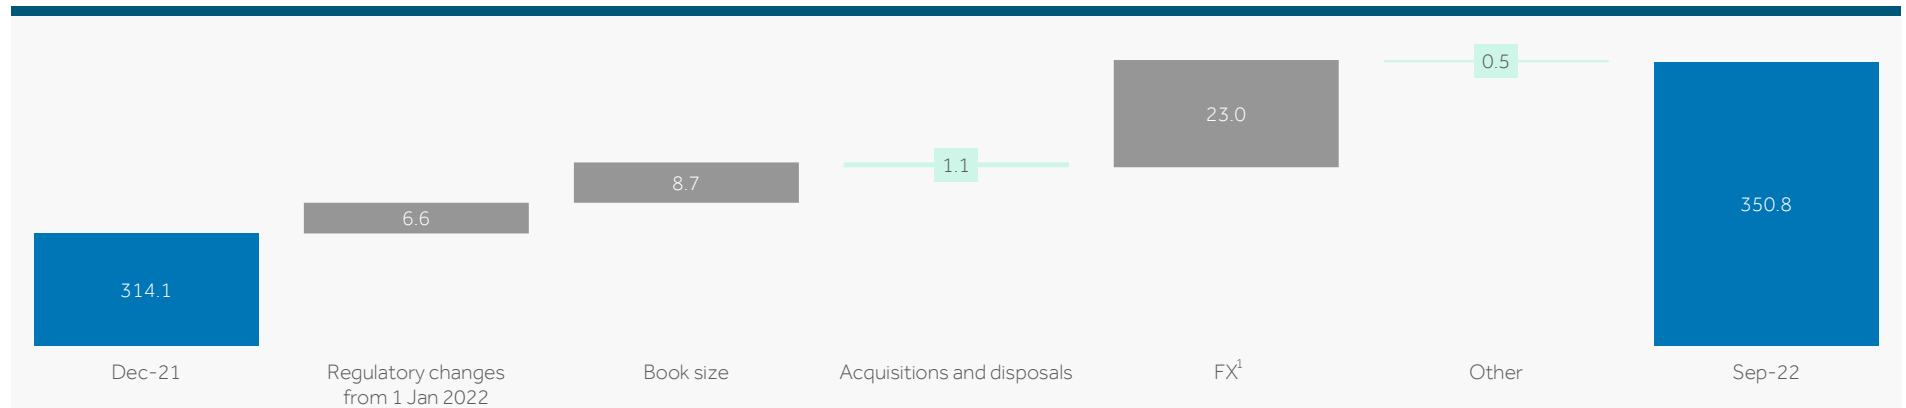 314.1
6.6
8.7
1.1
23.0
0.5
350.8
Dec-21
Regulatory changes
from 1 Jan 2022
Book size
Acquisitions and disposals
FX¹
Other
Sep-22